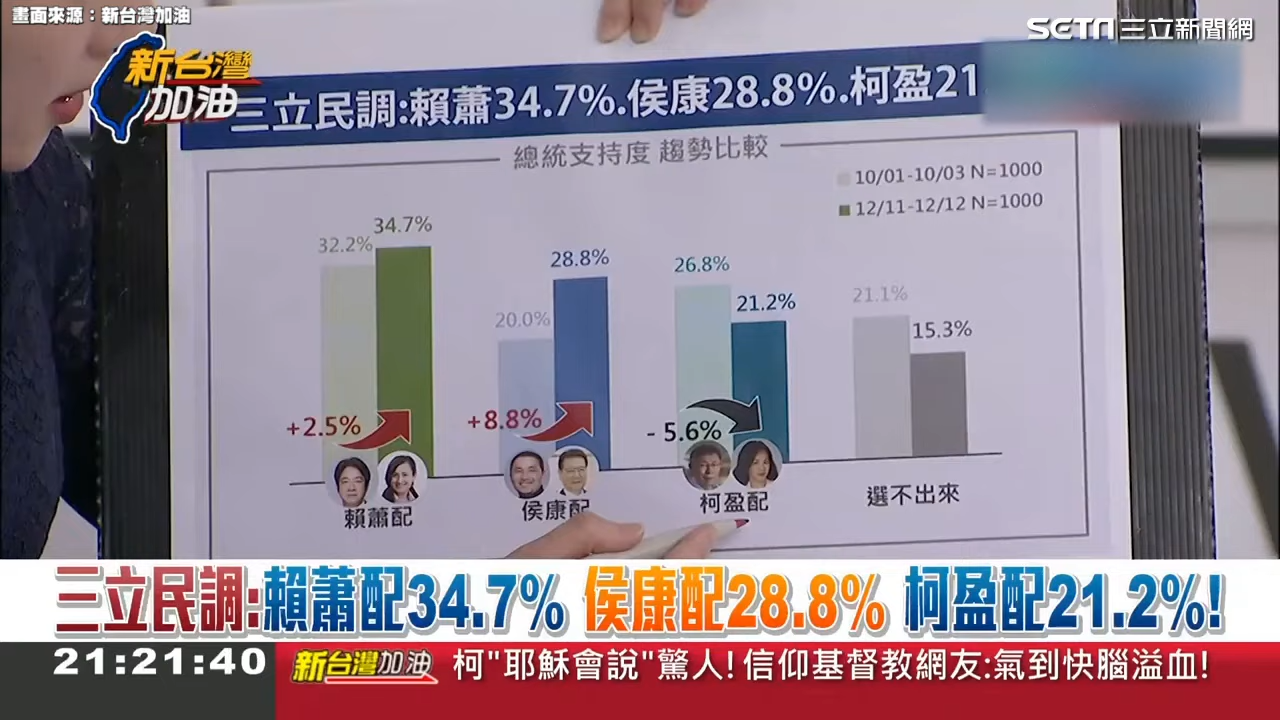 畫面來源：新台灣加油
SETN三立新聞網
新台灣
加油
三立民調:賴蕭34.7%.侯康28.8%.柯盈21.
總統支持度 趨勢比較
10/01-10/03 N=1000
12/11-12/12 N=1000
32.2%
34.7%
20.0%
28.8%
26.8%
21.2%
21.1%
15.3%
+2.5%
+8.8%
- 5.6%
賴蕭配
侯康配
柯盈配
選不出來
三立民調:賴蕭配34.7% 侯康配28.8% 柯盈配21.2%!
21:21:40
新台灣加油
柯"耶穌會說"驚人!信仰基督教網友:氣到快腦溢血!